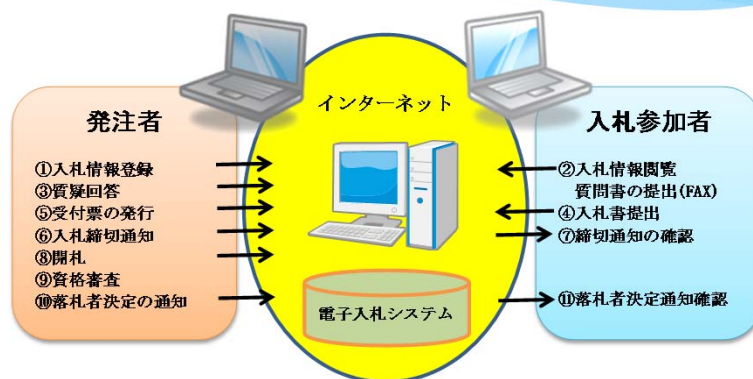 インターネット
発注者
①入札情報登録
③質疑回答
⑤受付票の発行
⑥入札締切通知
⑧開札
⑨資格審査
⑩落札者決定の通知
電子入札システム
入札参加者
②入札情報閲覧
質問書の提出(FAX)
④入札書提出
⑦締切通知の確認
⑪落札者決定通知確認